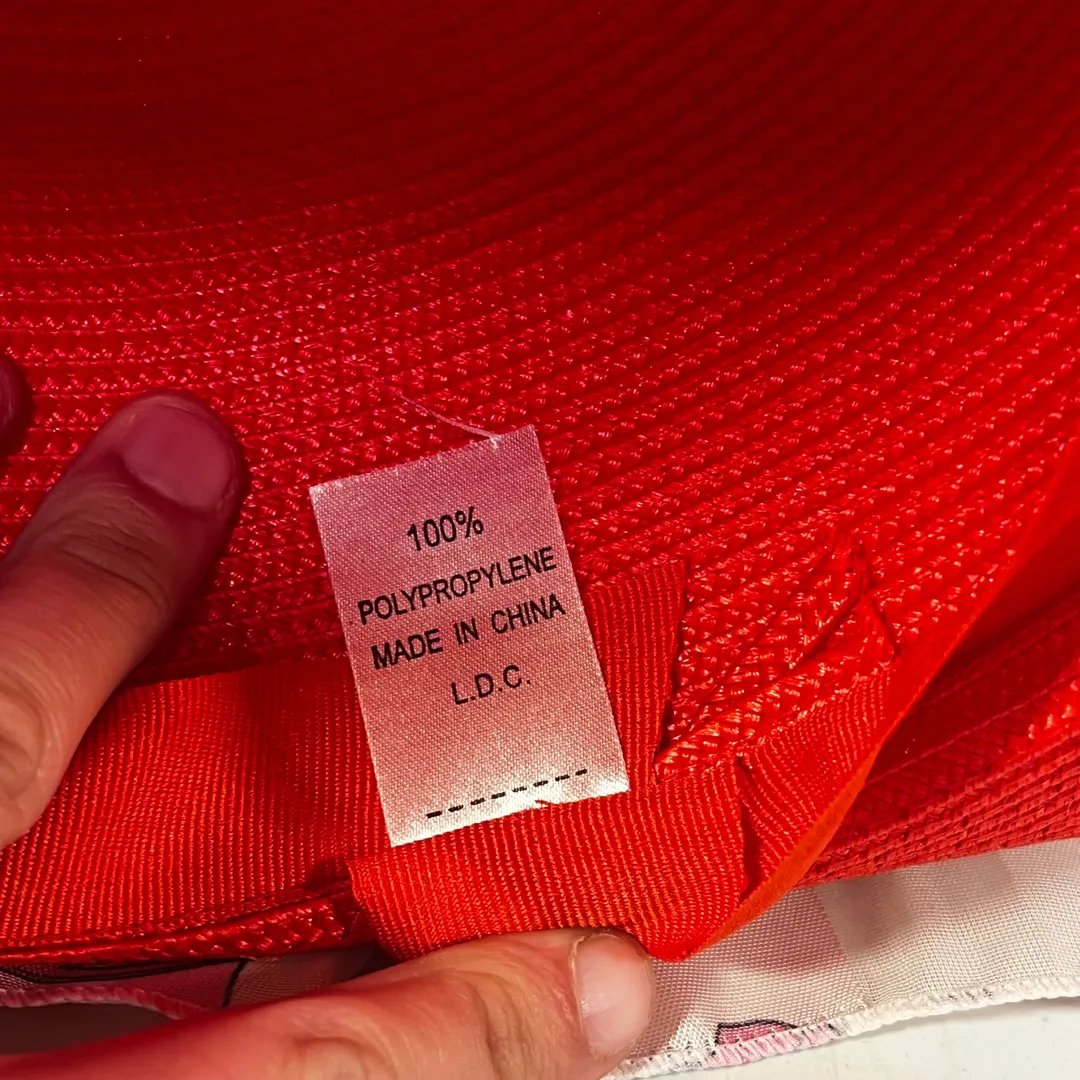 100%
POLYPROPYLENE
MADE IN CHINA
L.D.C.